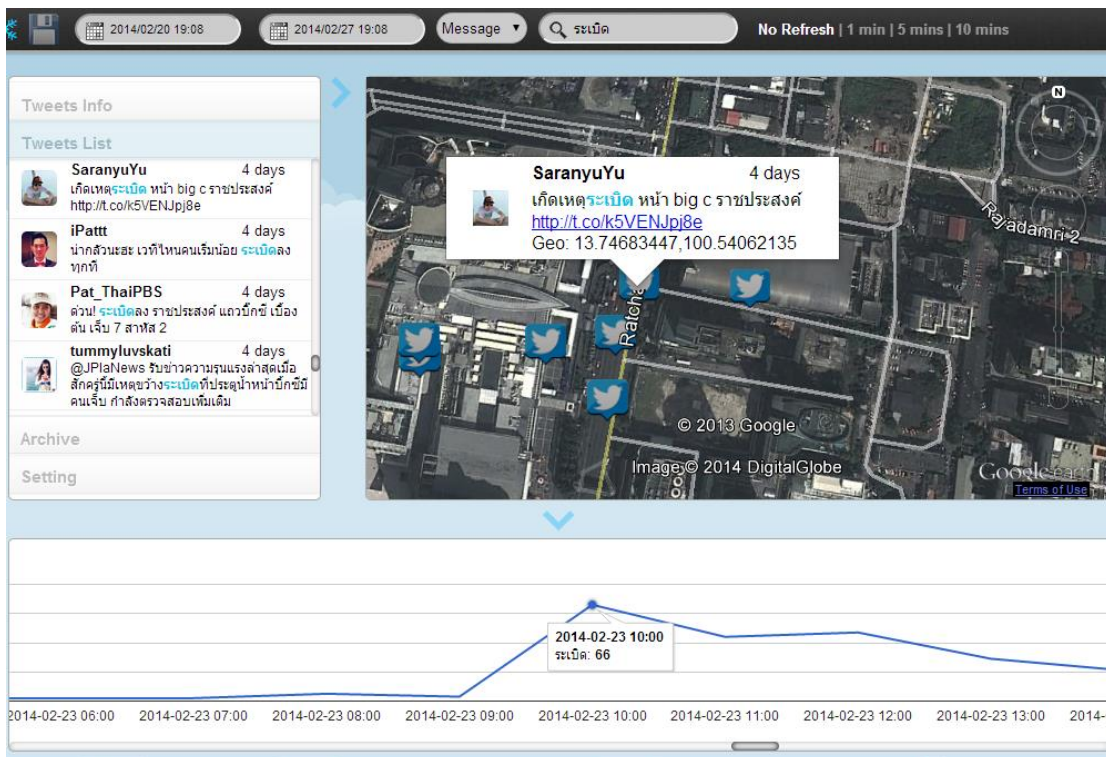 2014/02/20 19:08
2014/02/27 19:08
Message
ระเบิด
No Refresh | 1 min | 5 mins | 10 mins
Tweets Info
Tweets List
SaranyuYu 4 days
เกิดเหตุระเบิด หน้า big c ราชประสงค์
http://t.co/k5VENJpj8e
iPattt 4 days
น่ากลัวนะฮะ เวทีไหนคนเริ่มน้อย ระเบิดลง
ทุกที
Pat_ThaiPBS 4 days
ด่วน! ระเบิดลง ราชประสงค์ แถวบิ๊กซี เบื้อง
ต้น เจ็บ 7 สาหัส 2
tummyluvskati 4 days
@JPlaNews รับข่าวความรุนแรงล่าสุดเมื่อ
สักครู่นี้มีเหตุขว้างระเบิดที่ประตูน้ำหน้าบิ๊กซีมี
คนเจ็บ กำลังตรวจสอบเพิ่มเติม
Archive
Setting
SaranyuYu 4 days
เกิดเหตุระเบิด หน้า big c ราชประสงค์
http://t.co/k5VENJpj8e
Geo: 13.74683447,100.54062135
N
Rajadamri 2
Ratcha
© 2013 Google
Image © 2014 DigitalGlobe
Google earth
Terms of Use
2014-02-23 10:00
ระเบิด: 66
2014-02-23 06:00
2014-02-23 07:00
2014-02-23 08:00
2014-02-23 09:00
2014-02-23 10:00
2014-02-23 11:00
2014-02-23 12:00
2014-02-23 13:00
2014-